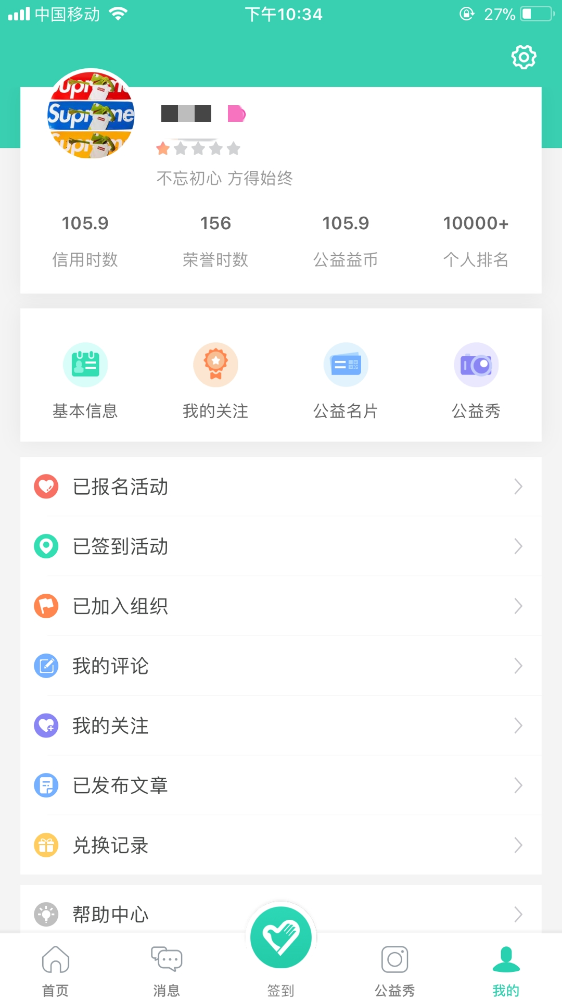 中国移动 下午10:34 27%
Supreme
不忘初心 方得始终
105.9 156 105.9 10000+
信用时数 荣誉时数 公益益币 个人排名
基本信息 我的关注 公益名片 公益秀
已报名活动
已签到活动
已加入组织
我的评论
我的关注
已发布文章
兑换记录
帮助中心
首页 消息 签到 公益秀 我的